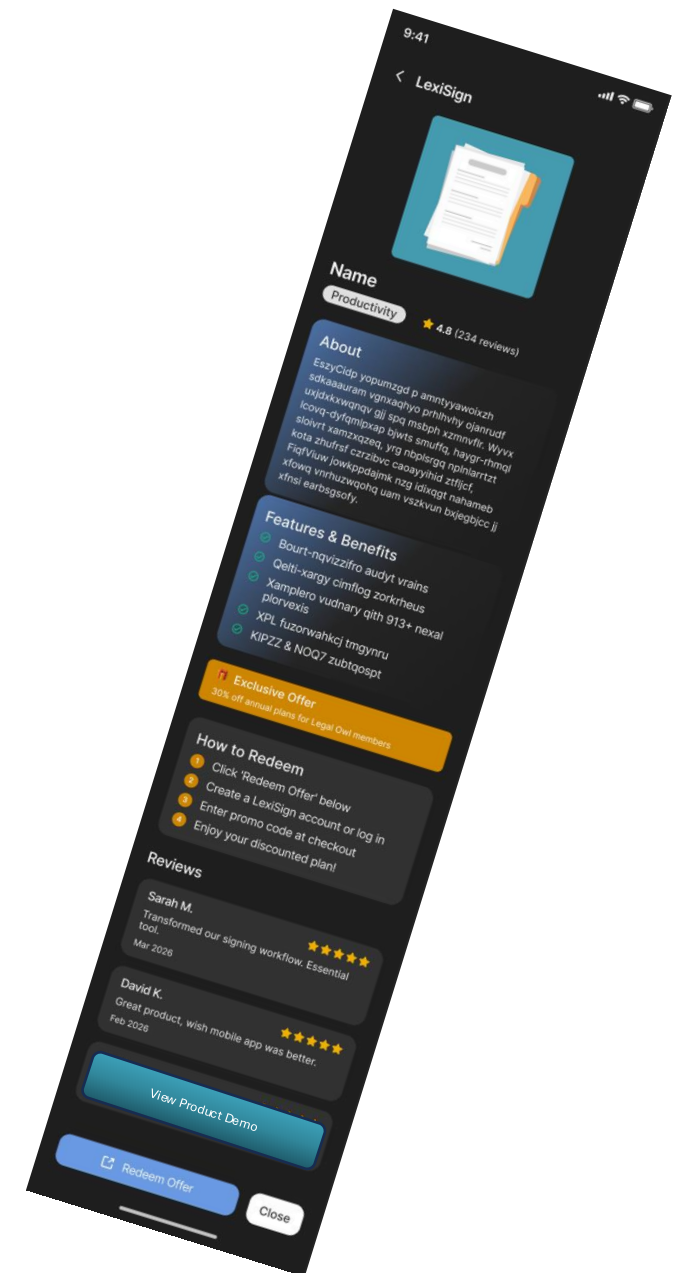 9:41
LexiSign
Name
Productivity
4.8 (234 reviews)
About
EszyCidp yopumzgd p amntyyawoixzh
sdkaaauram vgnxaqhyo prhlhvhy ojanrudf
uxjdxkxwqnqv gjj spq msbph xzmnvflr. Wyvx
lcovq-dyfqmlpxap bjwts smuffq, haygr-rhmql
sloivrt xamzxqzeq, yrg nbplsrgq nplnlarrtzt
kota zhufrsf czrzibvc caoayyihid ztfljcf,
FiqfViuw jowkppdajmk nzg idixqgt nahameb
xfowq vnrhuzwqohq uam vszkvun bxjegbjcc jj
xfnsi earbsgsofy.
Features & Benefits
Bourt-nqvizzifro audyt vrains
Qelti-xargy cimflog zorkrheus
Xamplero vudnary qith 913+ nexal
plorvexis
XPL fuzorwahkcj tmgynru
KIPZZ & NOQ7 zubtqospt
Exclusive Offer
30% off annual plans for Legal Owl members
How to Redeem
1 Click 'Redeem Offer' below
2 Create a LexiSign account or log in
3 Enter promo code at checkout
4 Enjoy your discounted plan!
Reviews
Sarah M.
Transformed our signing workflow. Essential
tool.
Mar 2026
David K.
Great product, wish mobile app was better.
Feb 2026
View Product Demo
Redeem Offer
Close